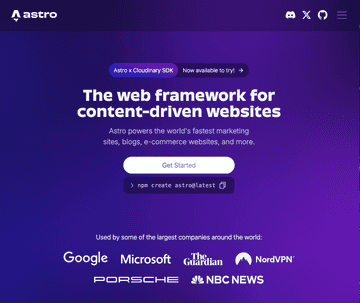 astro
Astro x Cloudinary SDK Now available to try! →
The web framework for
content-driven websites
Astro powers the world's fastest marketing
sites, blogs, e-commerce websites, and more.
Get Started
❯ npm create astro@latest
Used by some of the largest companies around the world:
Google Microsoft The Guardian NordVPN®
PORSCHE NBC NEWS